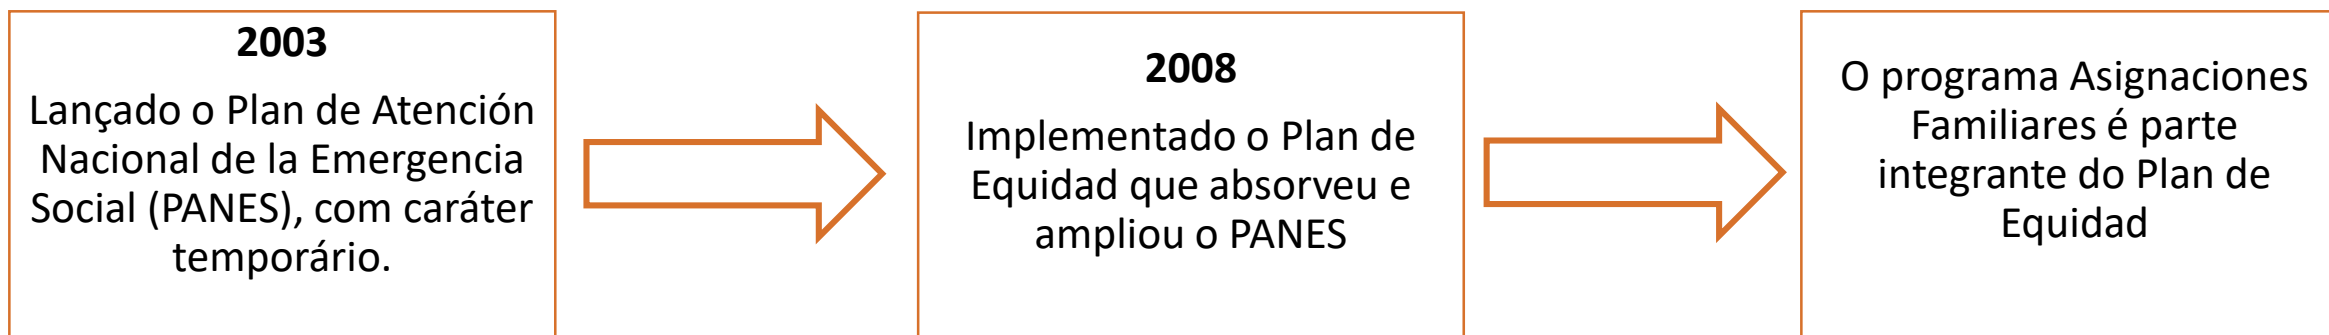 2003
Lançado o Plan de Atención
Nacional de la Emergencia
Social (PANES), com caráter
temporário.
2008
Implementado o Plan de
Equidad que absorveu e
ampliou o PANES
O programa Asignaciones
Familiares é parte
integrante do Plan de
Equidad